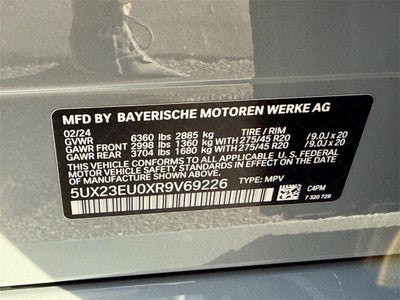 MFD BY BAYERISCHE MOTOREN WERKE AG
02/24 TIRE / RIM
GVWR 6360 lbs 2885 kg
GAWR FRONT 2998 lbs 1360 kg 275/45 R20 /9.0J x 20
GAWR REAR 3704 lbs 1680 kg 275/45 R20 /9.0J x 20
THIS VEHICLE CONFORMS TO ALL APPLICABLE U.S. FEDERAL
MOTOR VEHICLE SAFETY STANDARDS IN EFFECT ON THE DATE OF
MANUFACTURE SHOWN ABOVE.
5UX23EU0XR9V69226 TYPE: MPV
C4PM
7 320 729